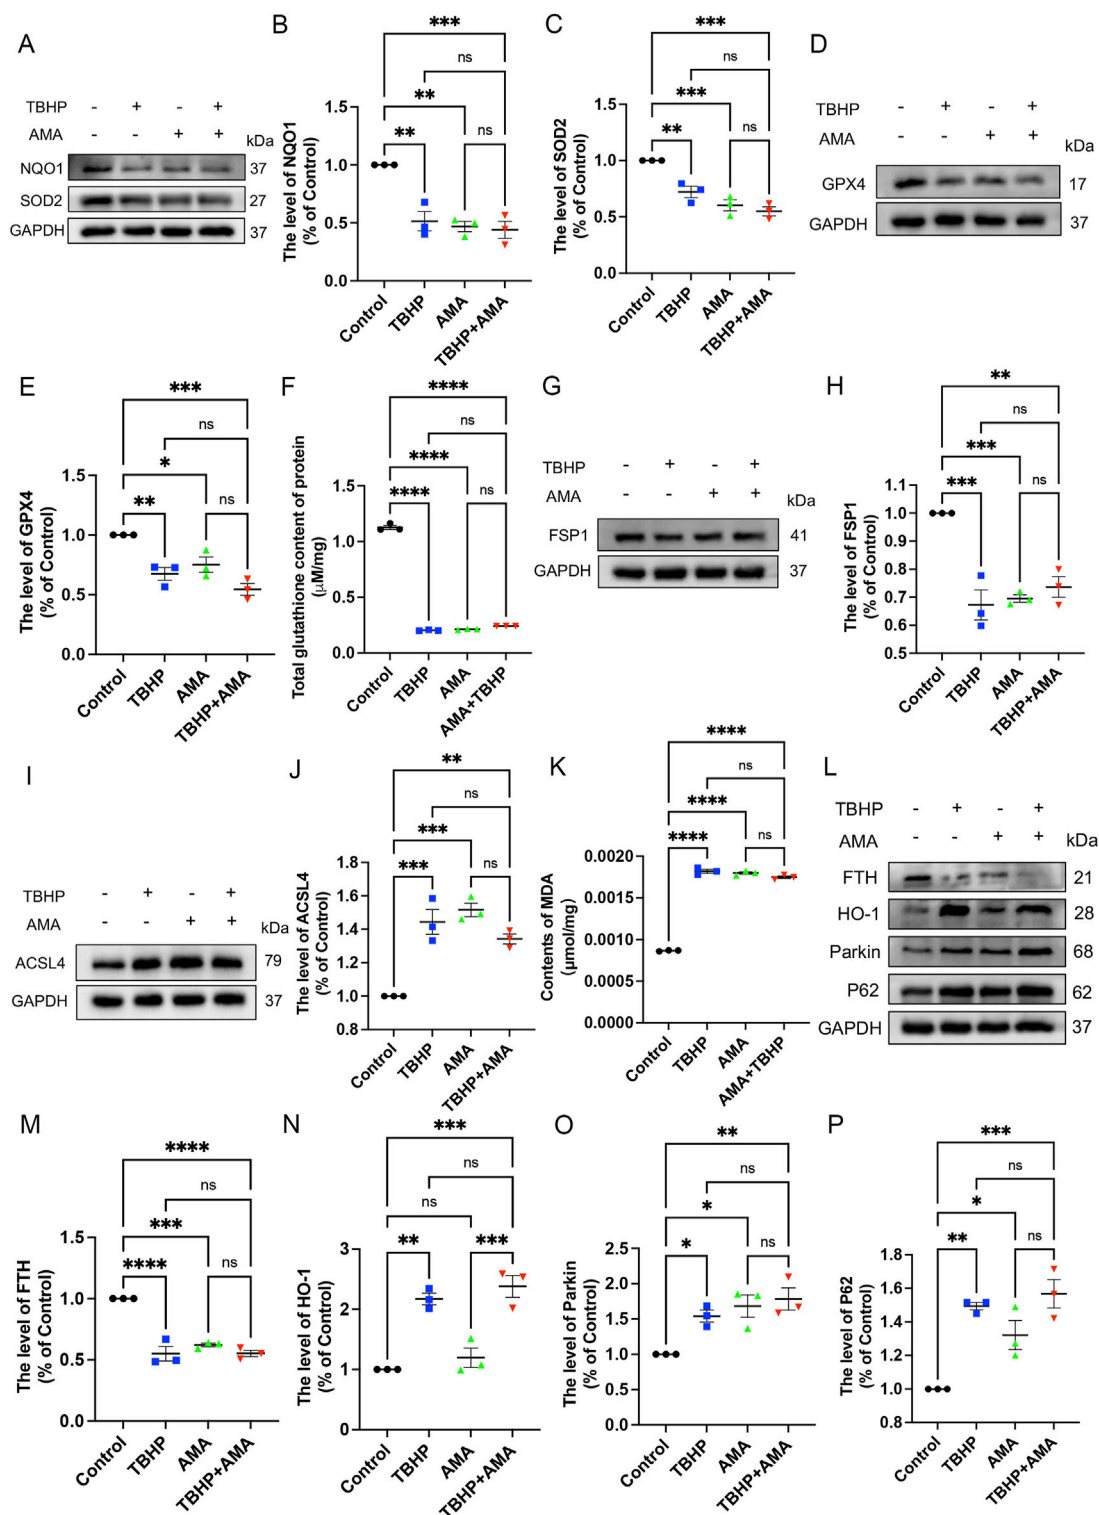 A
TBHP - + - +
AMA - - + + kDa
NQO1 37
SOD2 27
GAPDH 37
B
***
ns
**
** ns
The level of NQO1
(% of Control)
1.5
1.0
0.5
0.0
Control
TBHP
AMA
TBHP+AMA
C
***
ns
***
** ns
The level of SOD2
(% of Control)
1.5
1.0
0.5
0.0
Control
TBHP
AMA
TBHP+AMA
D
TBHP - + - +
AMA - - + + kDa
GPX4 17
GAPDH 37
E
***
ns
*
** ns
The level of GPX4
(% of Control)
1.5
1.0
0.5
0.0
Control
TBHP
AMA
TBHP+AMA
F
****
ns
****
**** ns
Total glutathione content of protein
(μM/mg)
1.5
1.0
0.5
0.0
Control
TBHP
AMA
AMA+TBHP
G
TBHP - + - +
AMA - - + + kDa
FSP1 41
GAPDH 37
H
**
ns
***
*** ns
The level of FSP1
(% of Control)
1.1
1.0
0.9
0.8
0.7
0.6
0.5
Control
TBHP
AMA
TBHP+AMA
I
TBHP - + - +
AMA - - + + kDa
ACSL4 79
GAPDH 37
J
**
ns
***
*** ns
The level of ACSL4
(% of Control)
1.8
1.6
1.4
1.2
1.0
0.8
Control
TBHP
AMA
TBHP+AMA
K
****
ns
****
**** ns
Contents of MDA
(μmol/mg)
0.0020
0.0015
0.0010
0.0005
0.0000
Control
TBHP
AMA
AMA+TBHP
L
TBHP - + - +
AMA - - + + kDa
FTH 21
HO-1 28
Parkin 68
P62 62
GAPDH 37
M
****
ns
***
**** ns
The level of FTH
(% of Control)
1.5
1.0
0.5
0.0
Control
TBHP
AMA
TBHP+AMA
N
***
ns
ns
** ***
The level of HO-1
(% of Control)
3
2
1
0
Control
TBHP
AMA
TBHP+AMA
O
**
ns
*
* ns
The level of Parkin
(% of Control)
2.5
2.0
1.5
1.0
0.5
0.0
Control
TBHP
AMA
TBHP+AMA
P
***
ns
*
** ns
The level of P62
(% of Control)
1.8
1.6
1.4
1.2
1.0
0.8
Control
TBHP
AMA
TBHP+AMA